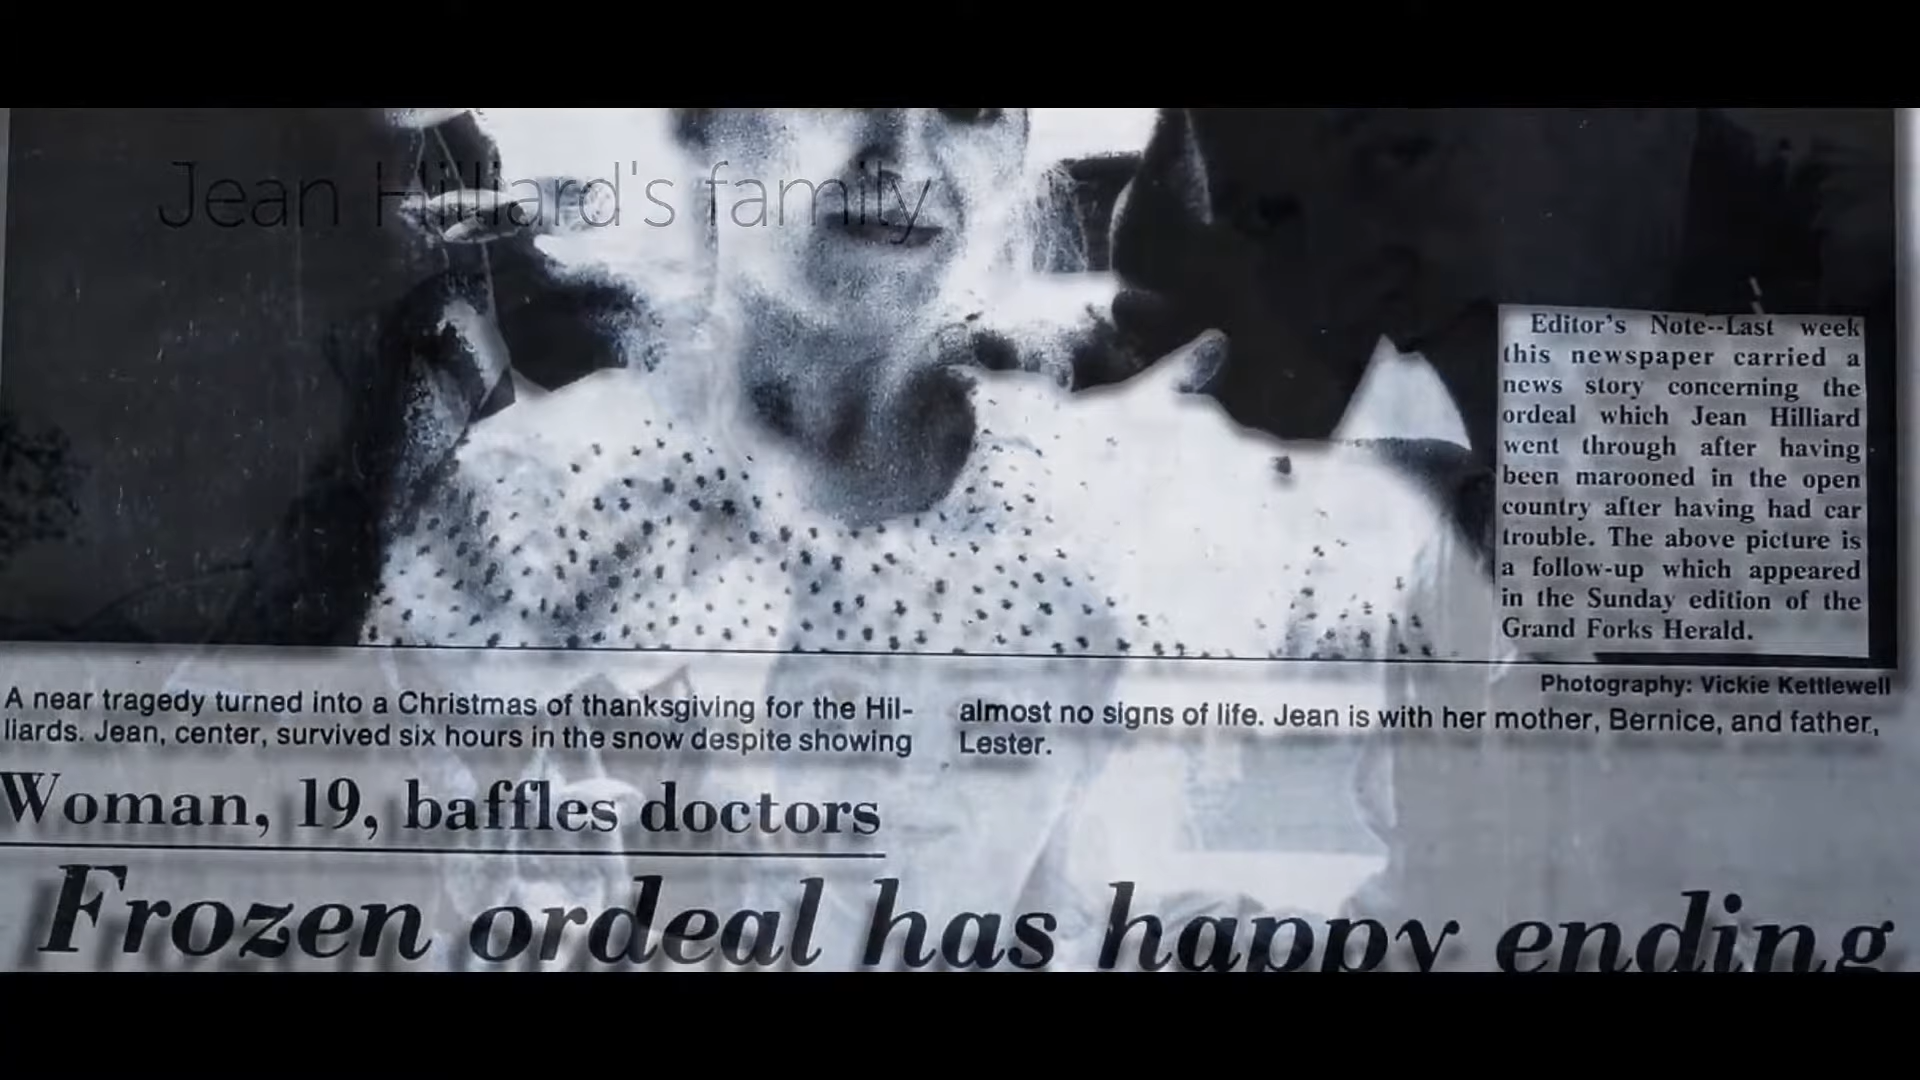 Jean Hilliard's family
Editor's Note--Last week
this newspaper carried a
news story concerning the
ordeal which Jean Hilliard
went through after having
been marooned in the open
country after having had car
trouble. The above picture is
a follow-up which appeared
in the Sunday edition of the
Grand Forks Herald.
Photography: Vickie Kettlewell
A near tragedy turned into a Christmas of thanksgiving for the Hil-
liards. Jean, center, survived six hours in the snow despite showing
almost no signs of life. Jean is with her mother, Bernice, and father,
Lester.
Woman, 19, baffles doctors
Frozen ordeal has happy ending